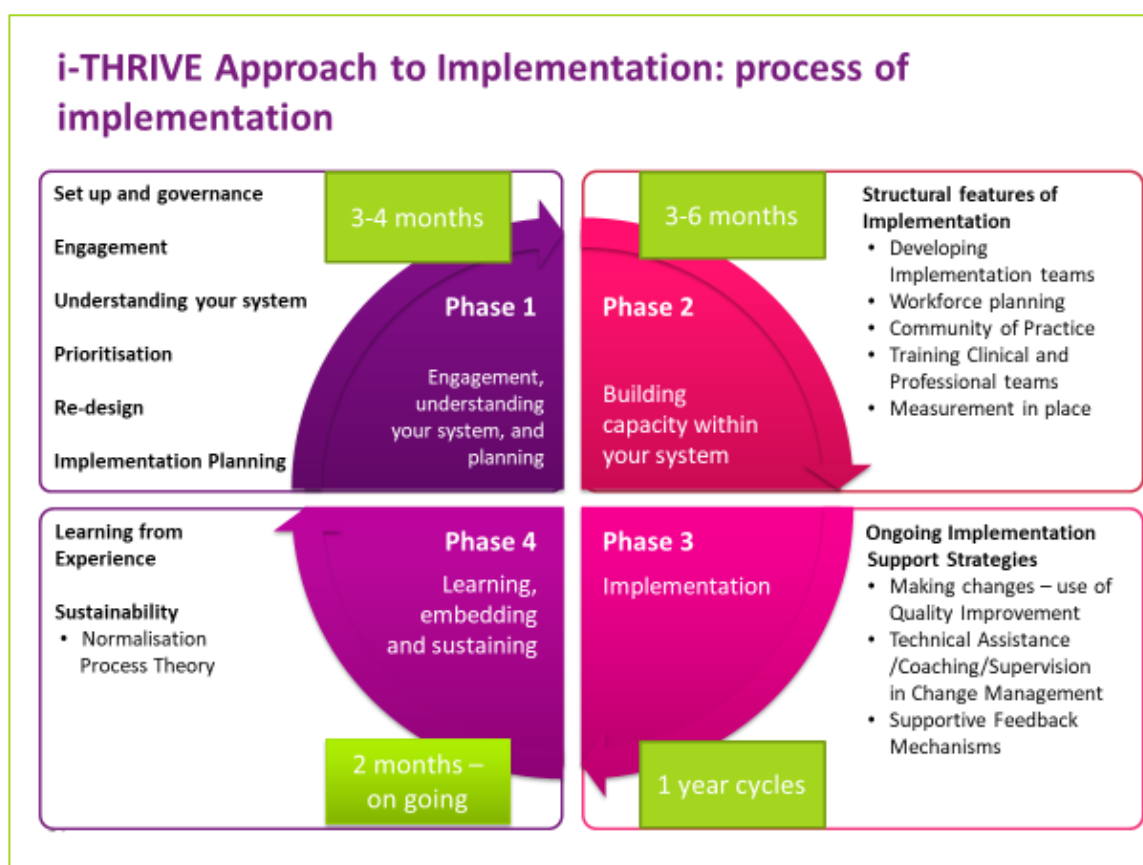 i-THRIVE Approach to Implementation: process of
implementation
Set up and governance
Engagement
Understanding your system
Prioritisation
Re-design
Implementation Planning
3-4 months
Phase 1
Engagement,
understanding
your system, and
planning
3-6 months
Phase 2
Building
capacity within
your system
Structural features of
Implementation
• Developing
Implementation teams
• Workforce planning
• Community of Practice
• Training Clinical and
Professional teams
• Measurement in place
Learning from
Experience
Sustainability
• Normalisation
Process Theory
Phase 4
Learning,
embedding
and sustaining
2 months –
on going
Phase 3
Implementation
1 year cycles
Ongoing Implementation
Support Strategies
• Making changes – use of
Quality Improvement
• Technical Assistance
/Coaching/Supervision
in Change Management
• Supportive Feedback
Mechanisms